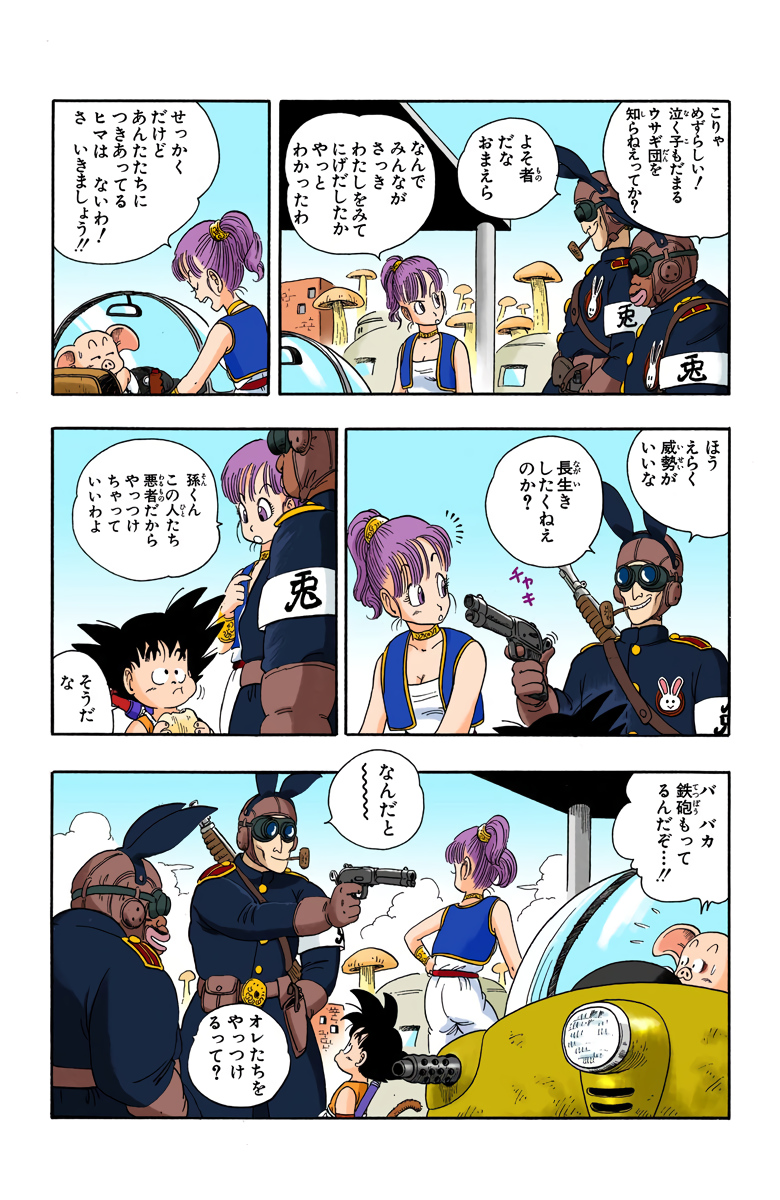 こりゃ
めずらしい！
泣く子もだまる
ウサギ団を
知らねえってか？
よそ者
だな
おまえら
なんで
みんなが
さっき
わたしをみて
にげだしたか
やっと
わかったわ
せっかく
だけど
あんたたちに
つきあってる
ヒマは ないわ！
さ いきましょう！！
兎
兎
ほう
えらく
威勢が
いいな
長生き
したくねえ
のか？
チャキ
孫くん
この人たち
悪者だから
やっつけ
ちゃって
いいわよ
兎
そうだ
な
バ バカ
鉄砲もって
るんだぞ…！！
なんだと
オレたちを
やっつけ
るって？